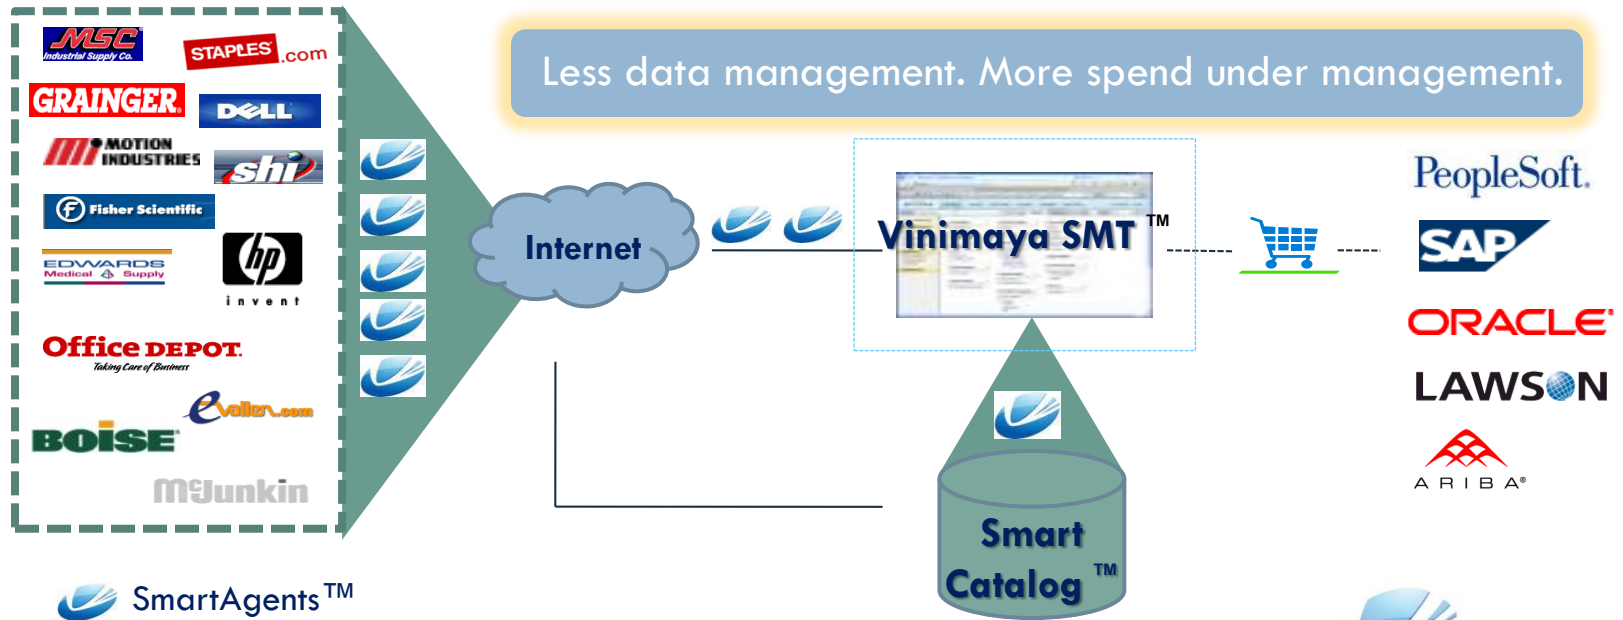 Less data management. More spend under management.
MSC
Industrial Supply Co.
STAPLES.com
GRAINGER.
DELL
MOTION
INDUSTRIES
shi
Fisher Scientific
EDWARDS
Medical & Supply
hp
invent
Office DEPOT.
Taking Care of Business
evallen.com
BOISE
McJunkin
SmartAgents™
Internet
Vinimaya SMT ™
Smart
Catalog ™
PeopleSoft.
SAP
ORACLE®
LAWSON
ARIBA®